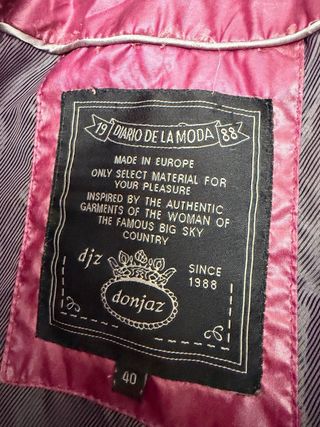 19 DIARIO DE LA MODA 88
MADE IN EUROPE
ONLY SELECT MATERIAL FOR
YOUR PLEASURE
INSPIRED BY THE AUTHENTIC
GARMENTS OF THE WOMAN OF
THE FAMOUS BIG SKY
COUNTRY
djz
SINCE
1988
donjaz
40